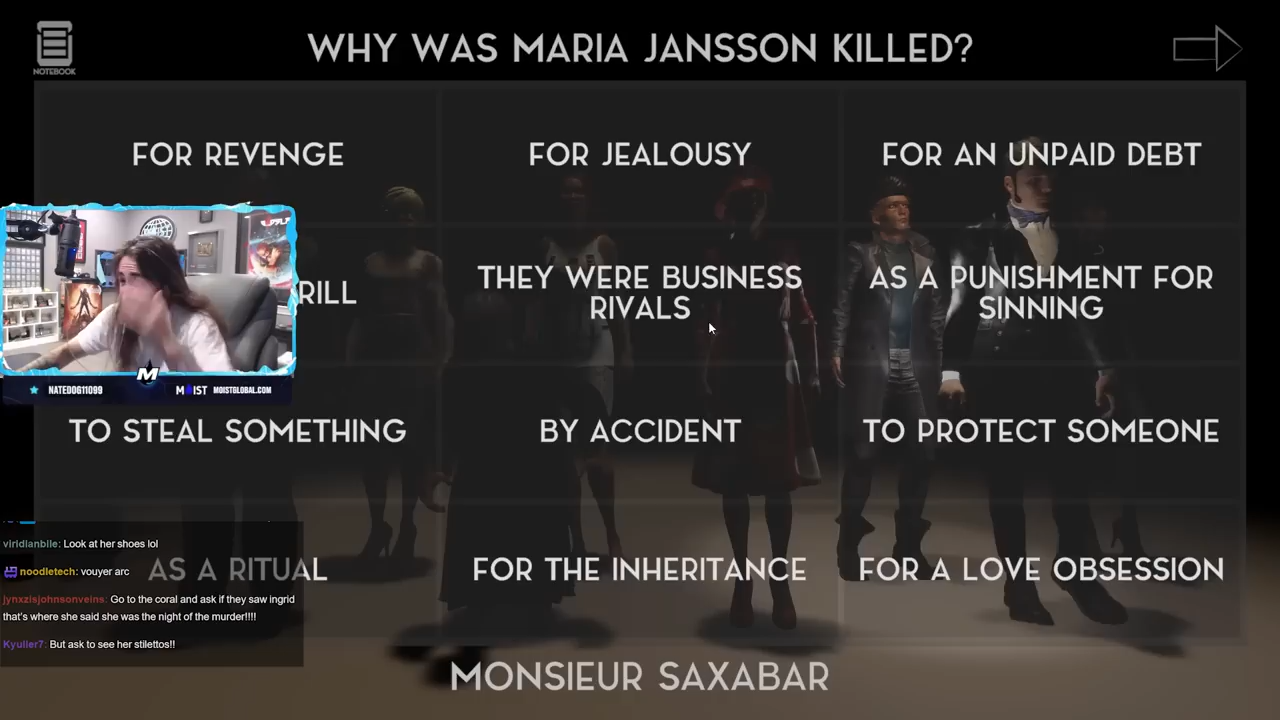 WHY WAS MARIA JANSSON KILLED?
NOTEBOOK
FOR REVENGE
FOR JEALOUSY
FOR AN UNPAID DEBT
THEY WERE BUSINESS
RIVALS
AS A PUNISHMENT FOR
SINNING
NATEDOG11099
M
MOIST MOISTGLOBAL.COM
TO STEAL SOMETHING
BY ACCIDENT
TO PROTECT SOMEONE
AS A RITUAL
FOR THE INHERITANCE
FOR A LOVE OBSESSION
viridianbile: Look at her shoes lol
noodletech: vouyer arc
jynxzisjohnsonveins: Go to the coral and ask if they saw ingrid
that's where she said she was the night of the murder!!!!
Kyuller7: But ask to see her stilettos!!
MONSIEUR SAXABAR